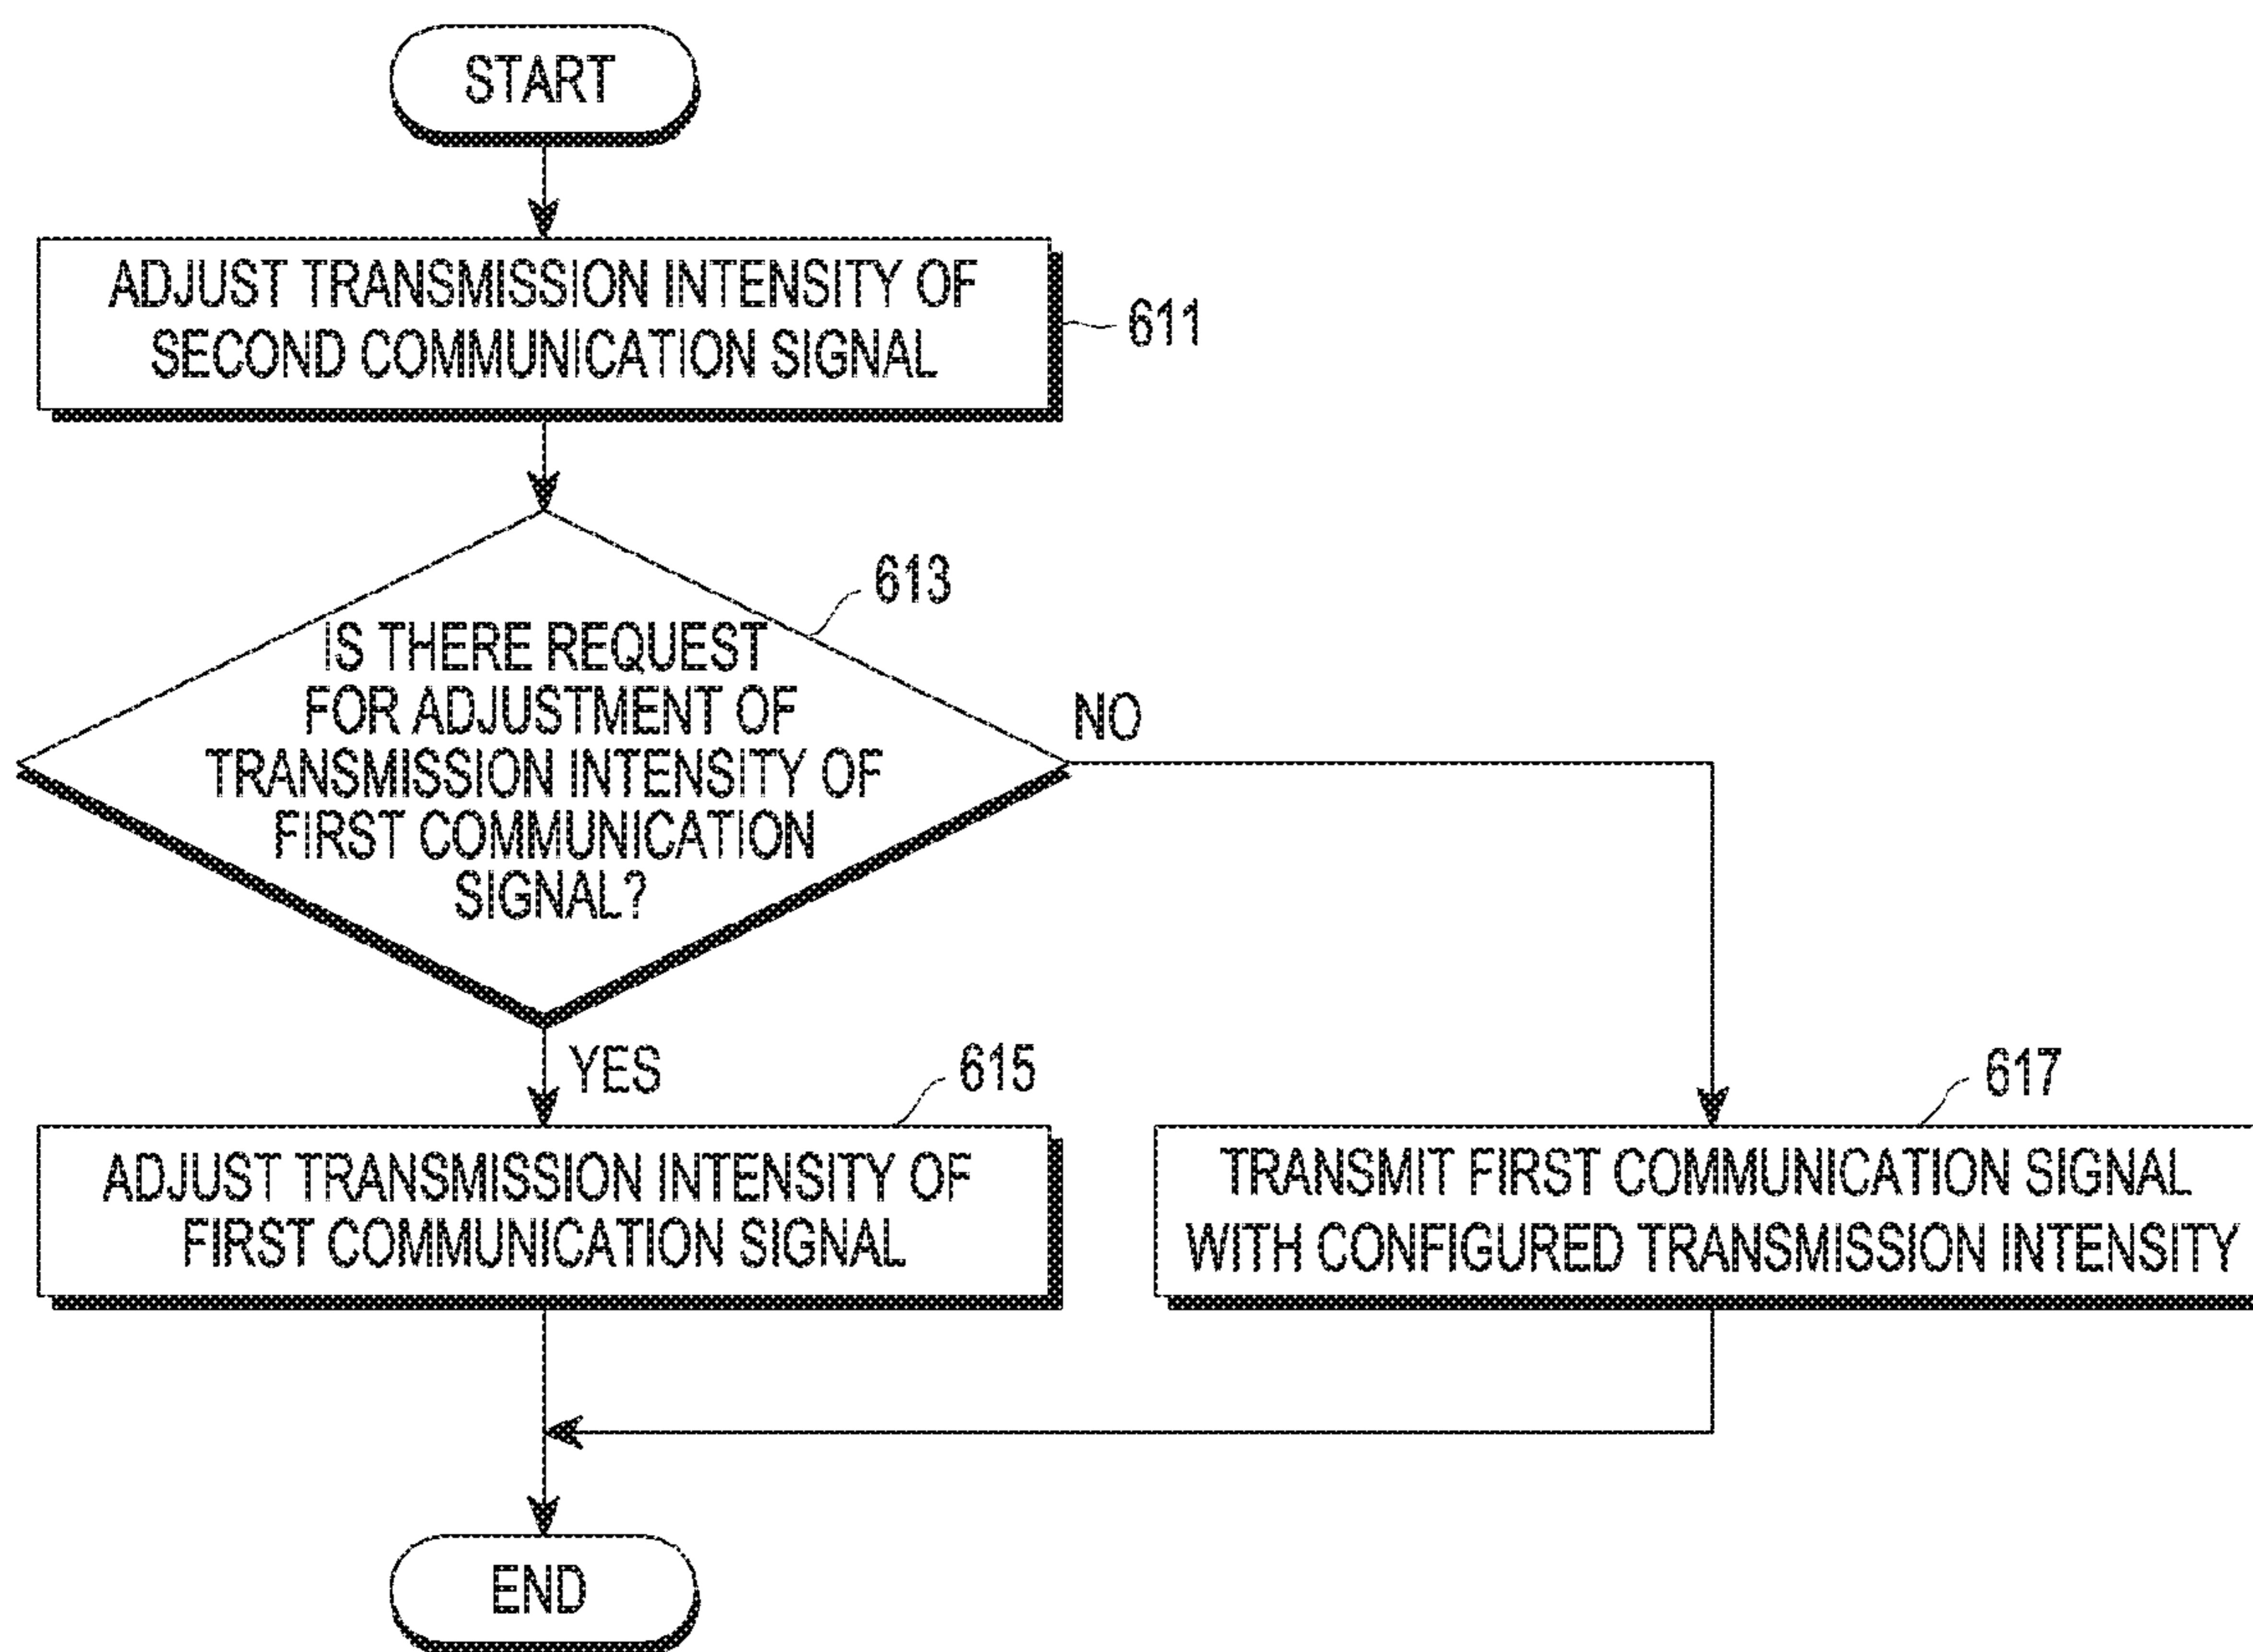 START
ADJUST TRANSMISSION INTENSITY OF
SECOND COMMUNICATION SIGNAL
611
613
IS THERE REQUEST
FOR ADJUSTMENT OF
TRANSMISSION INTENSITY OF
FIRST COMMUNICATION
SIGNAL?
NO
YES
615
ADJUST TRANSMISSION INTENSITY OF
FIRST COMMUNICATION SIGNAL
617
TRANSMIT FIRST COMMUNICATION SIGNAL
WITH CONFIGURED TRANSMISSION INTENSITY
END